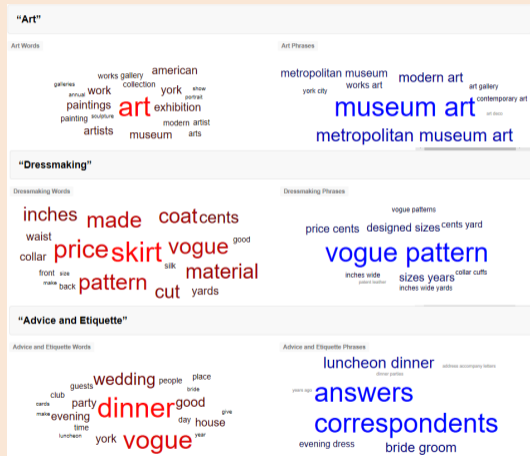 “Art”
Art Words
Art Phrases
works gallery american
galleries collection
annual work york show
portrait
paintings art exhibition
painting sculpture modern artist
artists museum arts
metropolitan museum modern art
york city works art art gallery
museum art contemporary art
metropolitan museum art
“Dressmaking”
Dressmaking Words
Dressmaking Phrases
inches made coat cents
waist
collar price skirt vogue good
front size silk material
make back pattern cut yards
vogue patterns
price cents designed sizes cents yard
vogue pattern
inches wide sizes years collar cuffs
patent leather inches wide yards
“Advice and Etiquette”
Advice and Etiquette Words
Advice and Etiquette Phrases
wedding people place
guests bride
club
cards party dinner good
make evening day house give
time
luncheon york vogue year
luncheon dinner address accompany letters
dinner parties
years ago answers
correspondents
evening dress bride groom